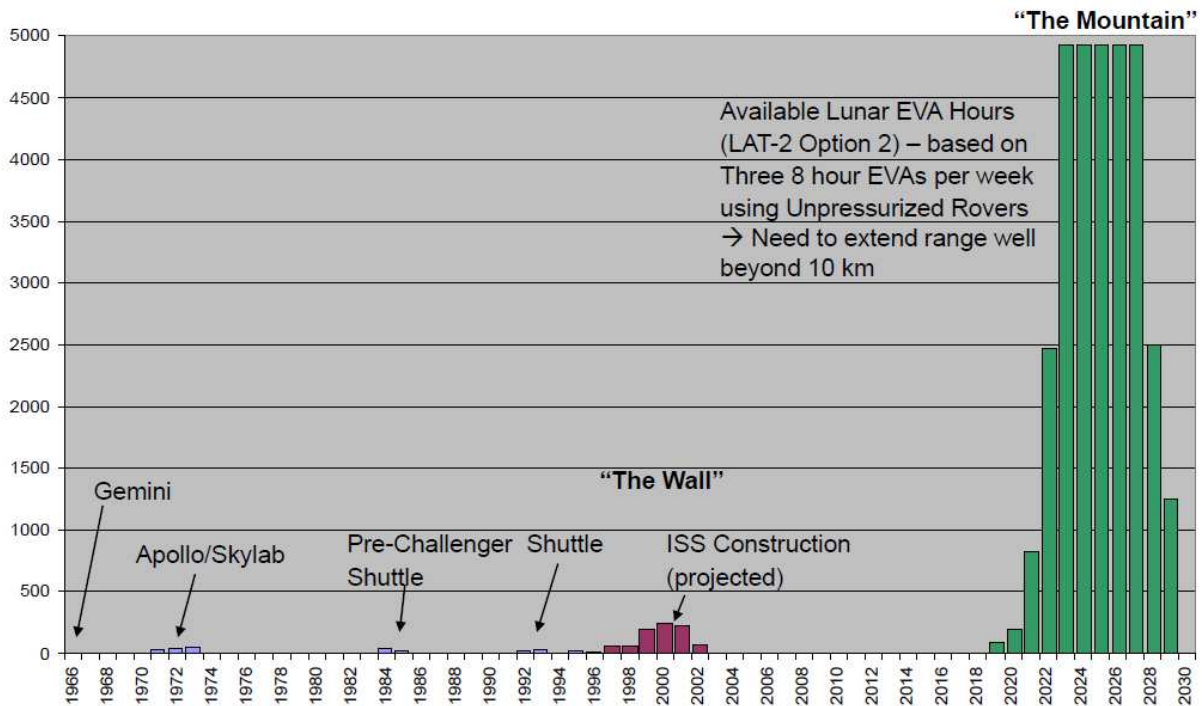 “The Mountain”
5000
4500
4000
3500
3000
2500
2000
1500
1000
500
0
Available Lunar EVA Hours
(LAT-2 Option 2) – based on
Three 8 hour EVAs per week
using Unpressurized Rovers
→ Need to extend range well
beyond 10 km
“The Wall”
Gemini
Apollo/Skylab
Pre-Challenger
Shuttle
Shuttle
ISS Construction
(projected)
1966
1968
1970
1972
1974
1976
1978
1980
1982
1984
1986
1988
1990
1992
1994
1996
1998
2000
2002
2004
2006
2008
2010
2012
2014
2016
2018
2020
2022
2024
2026
2028
2030